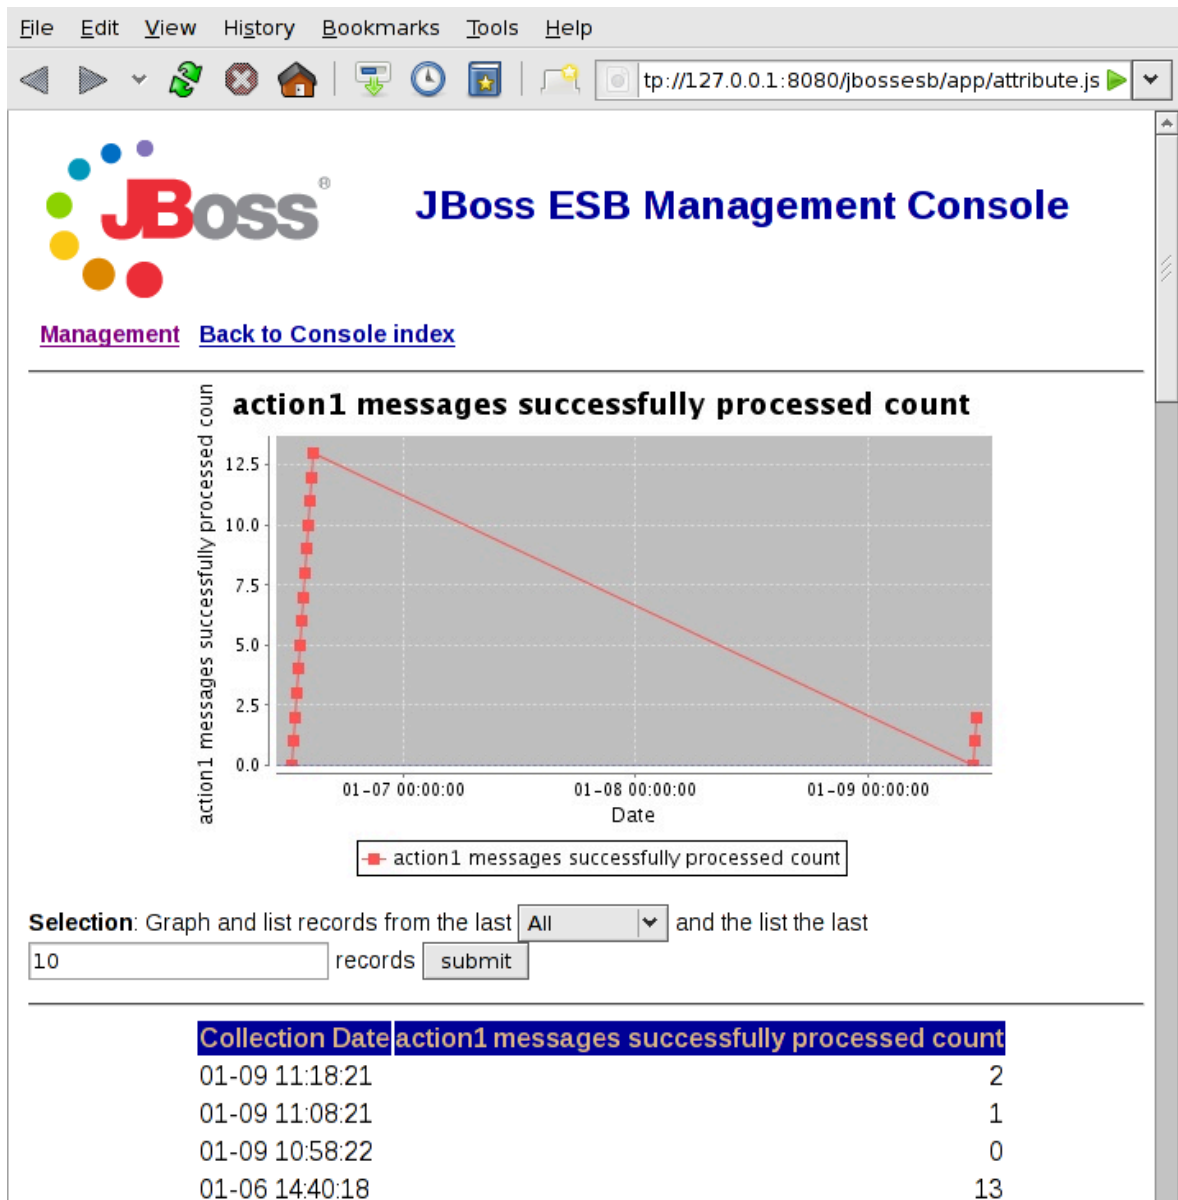 File Edit View History Bookmarks Tools Help
tp://127.0.0.1:8080/jbossesb/app/attribute.js
JBoss®
JBoss ESB Management Console
Management Back to Console index
action1 messages successfully processed count
action1 messages successfully processed coun
12.5
10.0
7.5
5.0
2.5
0.0
01-07 00:00:00 01-08 00:00:00 01-09 00:00:00
Date
action1 messages successfully processed count
Selection: Graph and list records from the last All and the list the last
10 records submit
Collection Date action1 messages successfully processed count
01-09 11:18:21 2
01-09 11:08:21 1
01-09 10:58:22 0
01-06 14:40:18 13